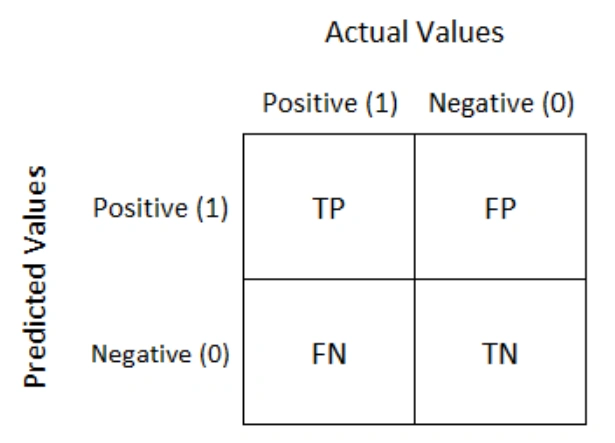 Actual Values
Positive (1) Negative (0)
Predicted Values
Positive (1) TP FP
Negative (0) FN TN